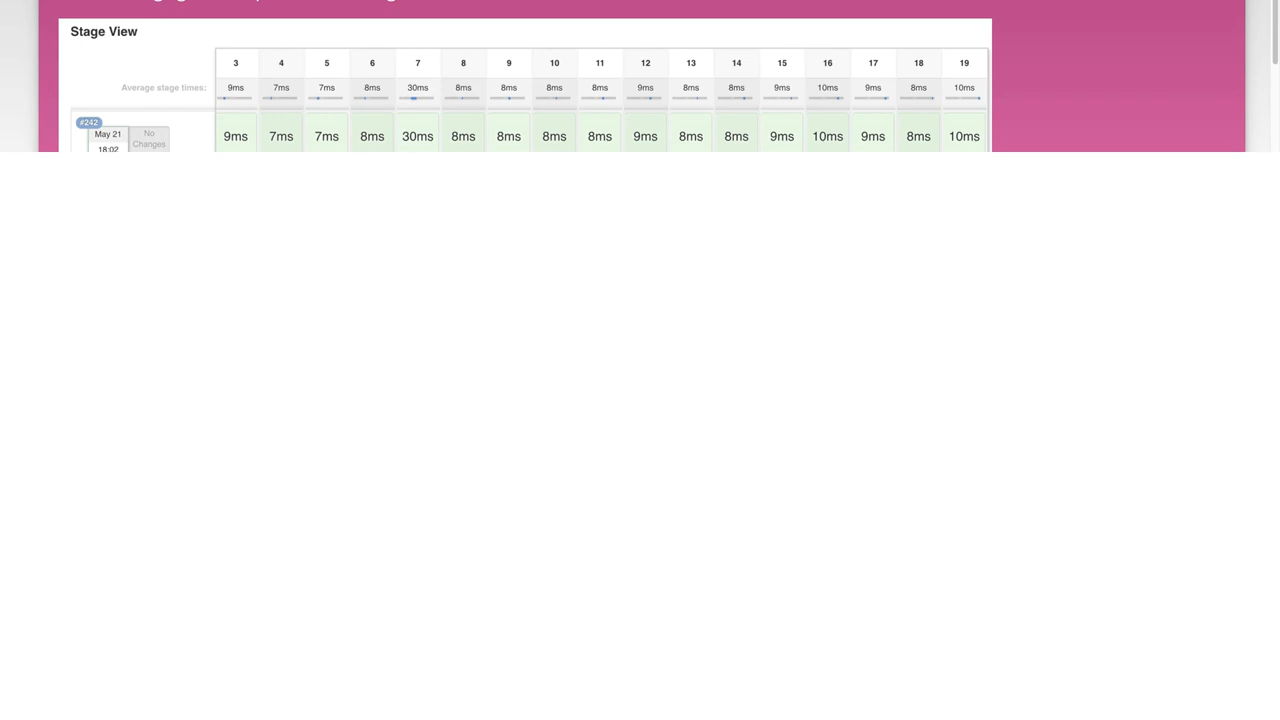 Stage View
3 4 5 6 7 8 9 10 11 12 13 14 15 16 17 18 19
Average stage times: 9ms 7ms 7ms 8ms 30ms 8ms 8ms 8ms 8ms 9ms 8ms 8ms 9ms 10ms 9ms 8ms 10ms
#242
May 21 No
Changes
18:02
9ms 7ms 7ms 8ms 30ms 8ms 8ms 8ms 8ms 9ms 8ms 8ms 9ms 10ms 9ms 8ms 10ms